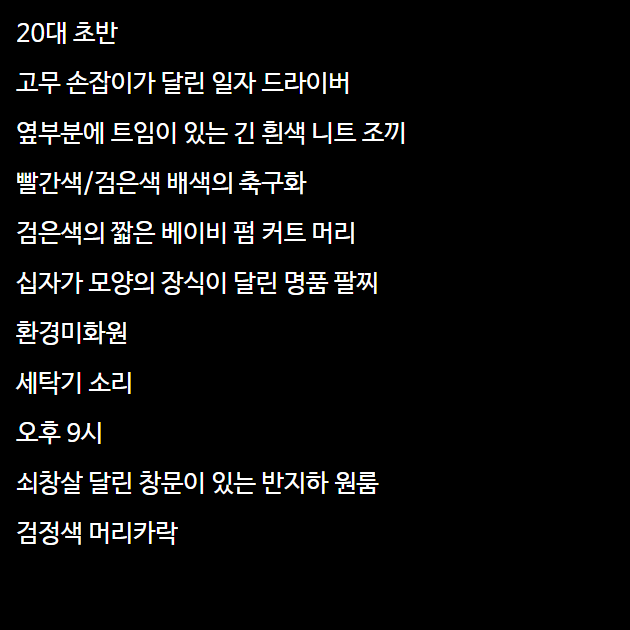 20대 초반
고무 손잡이가 달린 일자 드라이버
옆부분에 트임이 있는 긴 흰색 니트 조끼
빨간색/검은색 배색의 축구화
검은색의 짧은 베이비 펌 커트 머리
십자가 모양의 장식이 달린 명품 팔찌
환경미화원
세탁기 소리
오후 9시
쇠창살 달린 창문이 있는 반지하 원룸
검정색 머리카락